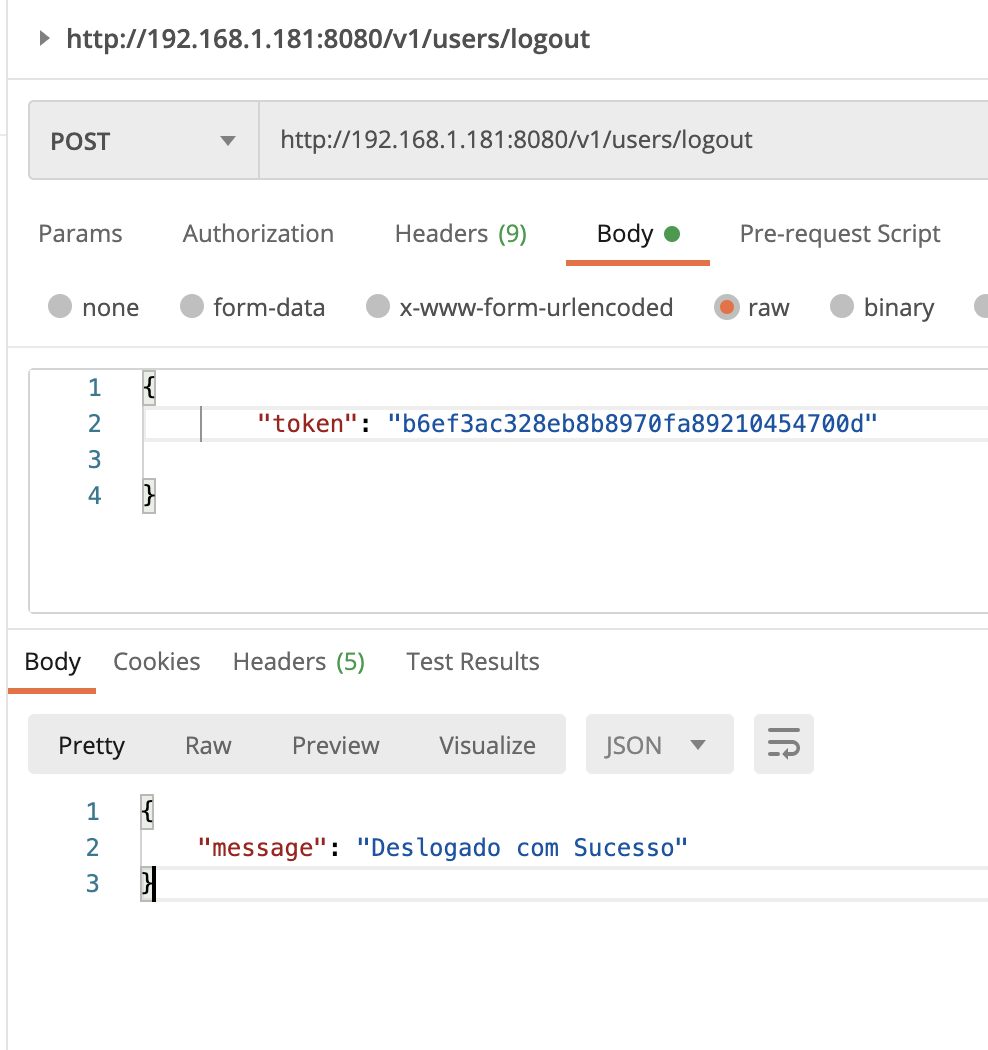 http://192.168.1.181:8080/v1/users/logout
POST http://192.168.1.181:8080/v1/users/logout
Params Authorization Headers (9) Body Pre-request Script
none form-data x-www-form-urlencoded raw binary
1 {
2 "token": "b6ef3ac328eb8b8970fa89210454700d"
3
4 }
Body Cookies Headers (5) Test Results
Pretty Raw Preview Visualize JSON
1 {
2 "message": "Deslogado com Sucesso"
3 }